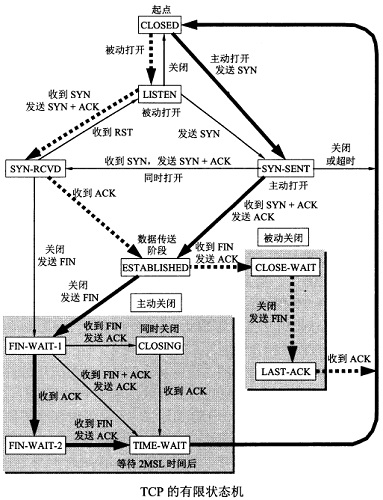 起点
CLOSED
被动打开
关闭
主动打开
发送 SYN
收到 SYN
发送 SYN + ACK
LISTEN
被动打开
收到 RST
发送 SYN
关闭
或超时
SYN-RCVD
收到 SYN，发送 SYN + ACK
同时打开
SYN-SENT
主动打开
收到 ACK
收到 SYN + ACK
发送 ACK
数据传送
阶段
关闭
发送 FIN
ESTABLISHED
收到 FIN
发送 ACK
被动关闭
CLOSE-WAIT
关闭
发送 FIN
主动关闭
关闭
发送 FIN
LAST-ACK
收到 ACK
FIN-WAIT-1
收到 FIN
发送 ACK
同时关闭
CLOSING
收到 FIN + ACK
发送 ACK
收到 ACK
收到 ACK
FIN-WAIT-2
收到 FIN
发送 ACK
TIME-WAIT
等待 2MSL 时间后
TCP 的有限状态机